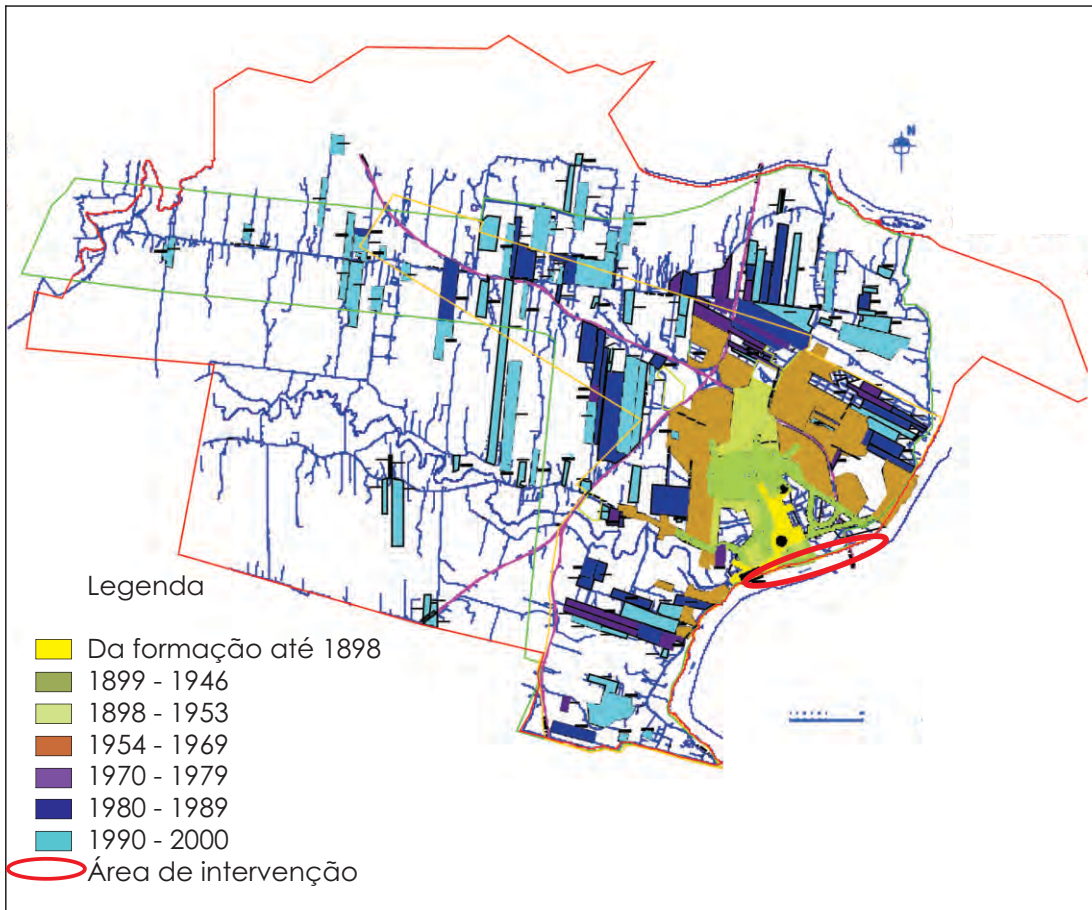 N
Legenda
Da formação até 1898
1899 - 1946
1898 - 1953
1954 - 1969
1970 - 1979
1980 - 1989
1990 - 2000
Área de intervenção